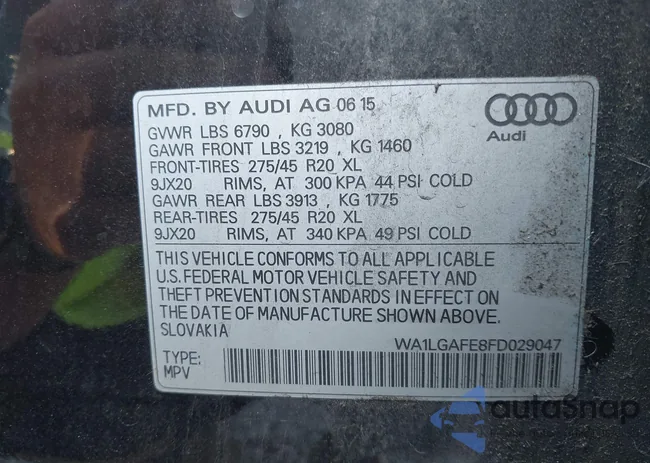 MFD. BY AUDI AG 06 15
Audi
GVWR LBS 6790 , KG 3080
GAWR FRONT LBS 3219 , KG 1460
FRONT-TIRES 275/45 R20 XL
9JX20 RIMS, AT 300 KPA 44 PSI COLD
GAWR REAR LBS 3913 , KG 1775
REAR-TIRES 275/45 R20 XL
9JX20 RIMS, AT 340 KPA 49 PSI COLD
THIS VEHICLE CONFORMS TO ALL APPLICABLE
U.S. FEDERAL MOTOR VEHICLE SAFETY AND
THEFT PREVENTION STANDARDS IN EFFECT ON
THE DATE OF MANUFACTURE SHOWN ABOVE.
SLOVAKIA
WA1LGAFE8FD029047
TYPE:
MPV
autoSnap